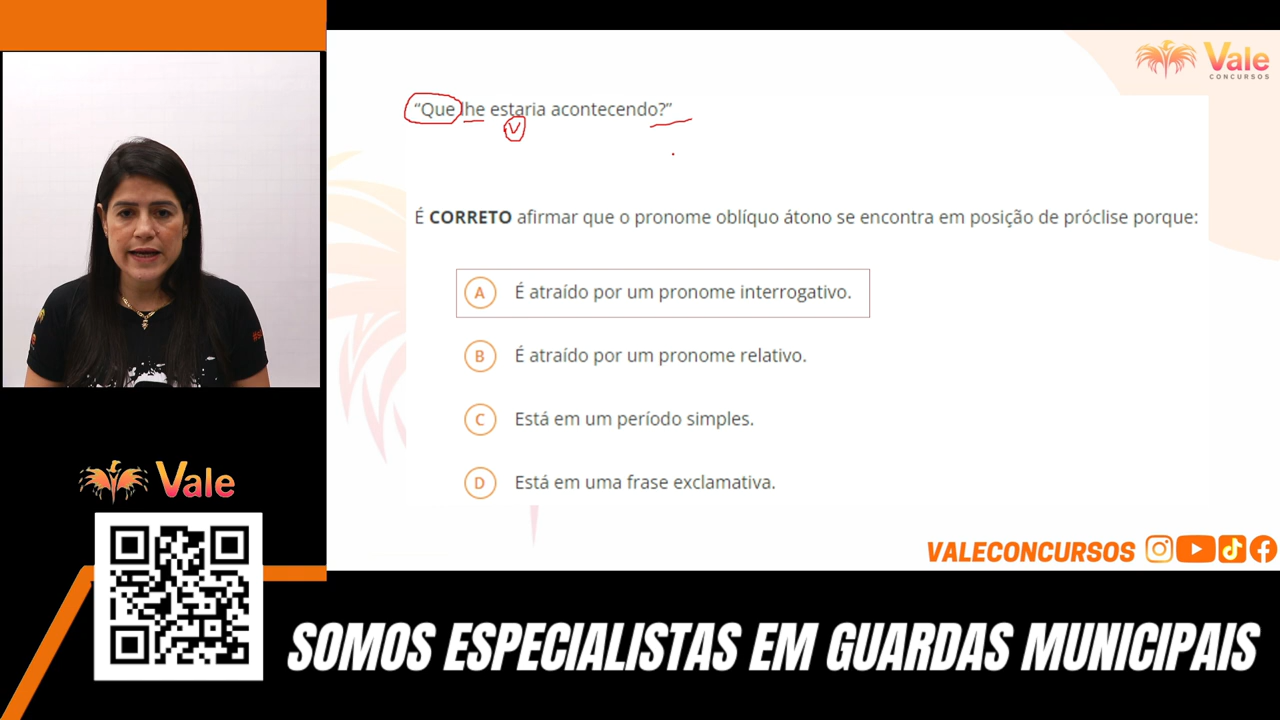 Vale
CONCURSOS
“Que lhe estaria acontecendo?”
V
É CORRETO afirmar que o pronome oblíquo átono se encontra em posição de próclise porque:
A É atraído por um pronome interrogativo.
B É atraído por um pronome relativo.
C Está em um período simples.
D Está em uma frase exclamativa.
Vale
VALECONCURSOS
SOMOS ESPECIALISTAS EM GUARDAS MUNICIPAIS